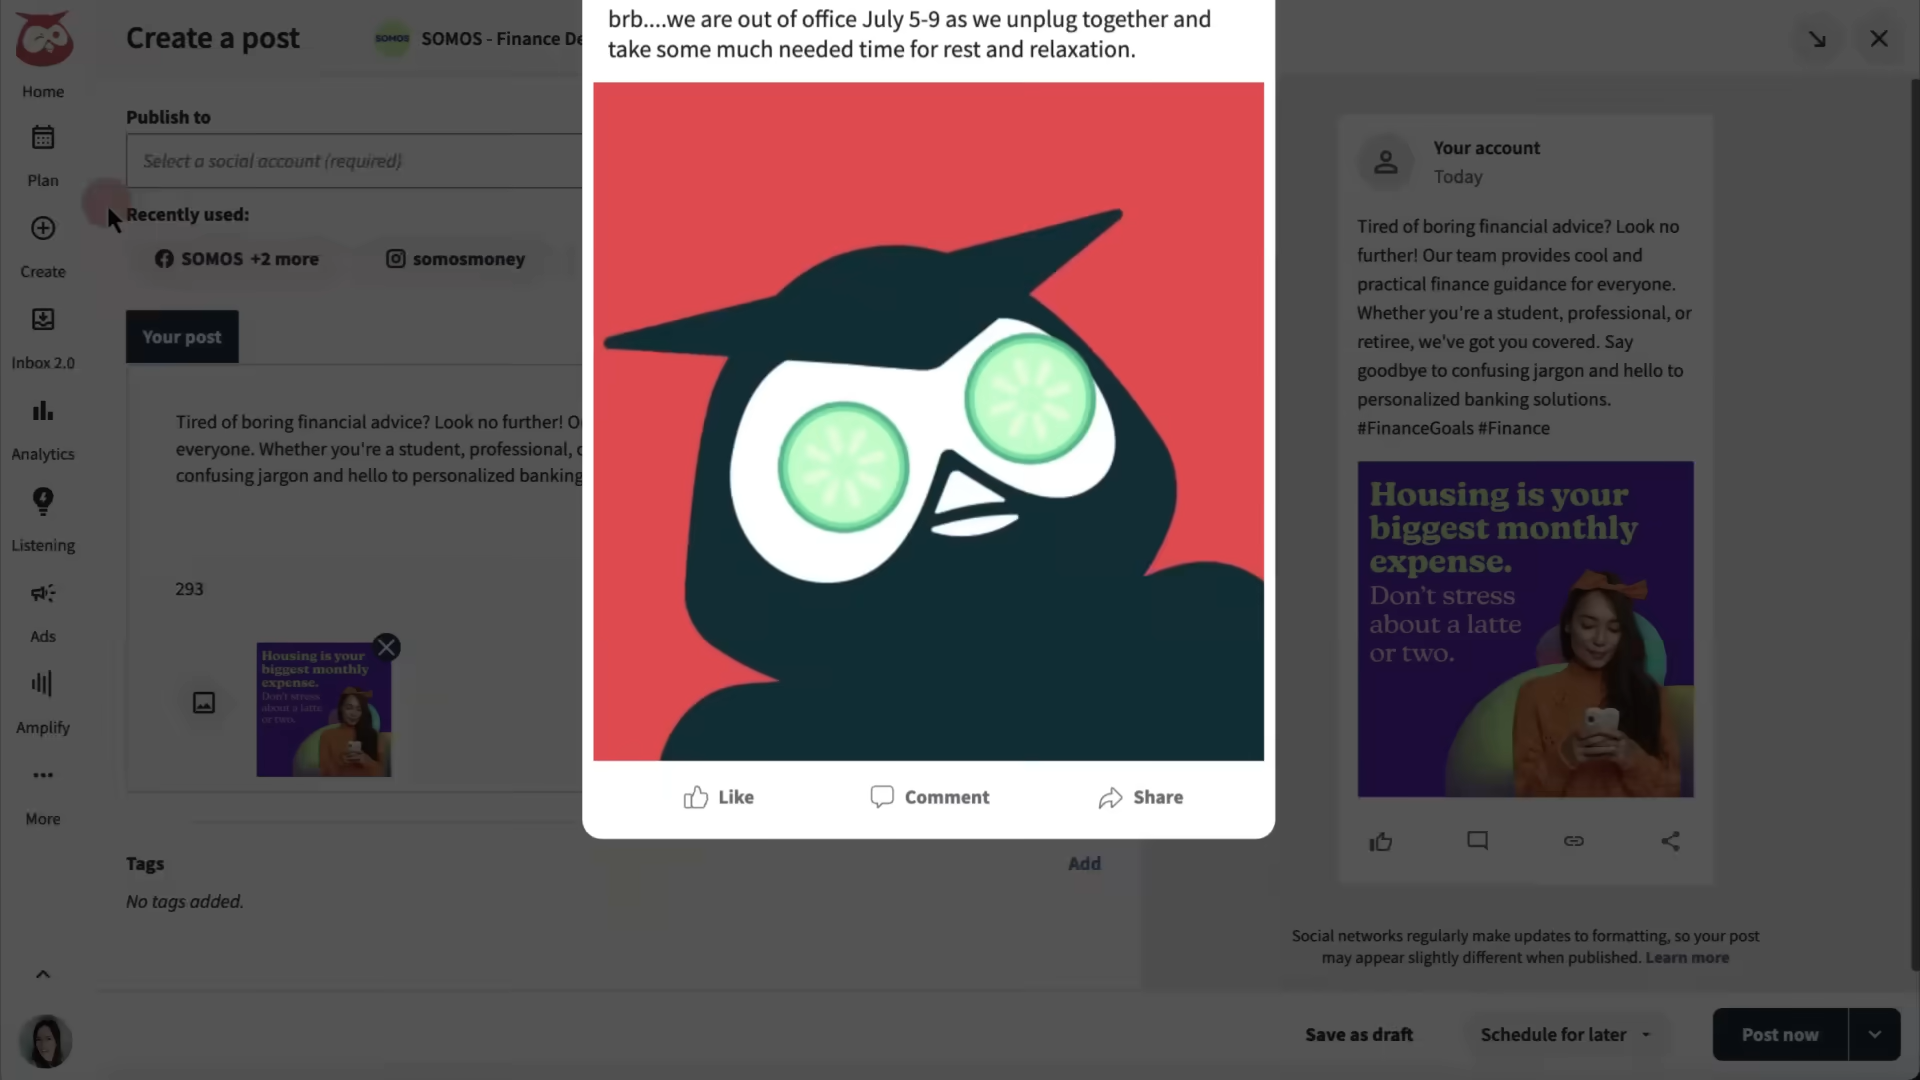 Create a post
SOMOS
SOMOS - Finance De
Home
Plan
Create
Inbox 2.0
Analytics
Listening
Ads
Amplify
More
Publish to
Select a social account (required)
Recently used:
SOMOS +2 more
somosmoney
Your post
Tired of boring financial advice? Look no further! O
everyone. Whether you're a student, professional, o
confusing jargon and hello to personalized banking
293
Housing is your
biggest monthly
expense.
Don't stress
about a latte
or two.
Tags
Add
No tags added.
brb....we are out of office July 5-9 as we unplug together and
take some much needed time for rest and relaxation.
Like
Comment
Share
Your account
Today
Tired of boring financial advice? Look no
further! Our team provides cool and
practical finance guidance for everyone.
Whether you're a student, professional, or
retiree, we've got you covered. Say
goodbye to confusing jargon and hello to
personalized banking solutions.
#FinanceGoals #Finance
Housing is your
biggest monthly
expense.
Don't stress
about a latte
or two.
Social networks regularly make updates to formatting, so your post
may appear slightly different when published. Learn more
Save as draft
Schedule for later
Post now